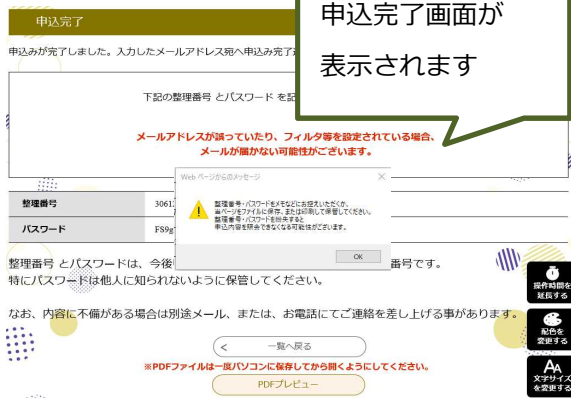 申込完了
申込完了画面が
表示されます
申込みが完了しました。入力したメールアドレス宛へ申込み完了
下記の整理番号 とパスワード を記
メールアドレスが誤っていたり、フィルタ等を設定されている場合、
メールが届かない可能性がございます。
Web ページからのメッセージ
整理番号・パスワードをメモなどにお控えいただくか、
当ページをファイルに保存、または印刷して保管してください。
整理番号・パスワードを紛失すると
申込内容を照会できなくなる可能性がございます。
OK
整理番号 3061
パスワード FS9g
整理番号 とパスワードは、今後 番号です。
特にパスワードは他人に知られないように保管してください。
なお、内容に不備がある場合は別途メール、または、お電話にてご連絡を差し上げる事があります。
< 一覧へ戻る
※PDFファイルは一度パソコンに保存してから開くようにしてください。
PDFプレビュー
操作時間を
延長する
配色を
変更する
AA
文字サイズ
を変更する